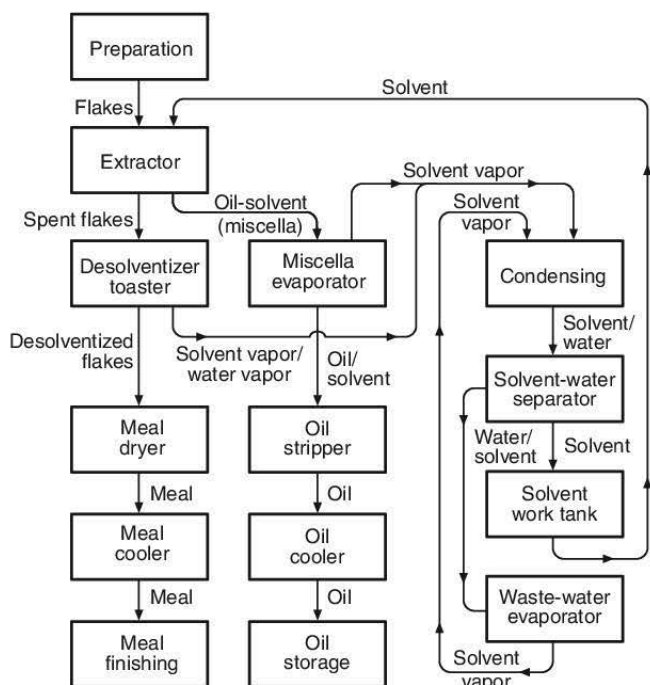 Preparation
Solvent
Flakes
Extractor
Solvent vapor
Oil-solvent
(miscella)
Solvent
vapor
Spent flakes
Desolventizer
toaster
Miscella
evaporator
Condensing
Desolventized
flakes
Solvent vapor/
water vapor
Oil/
solvent
Solvent/
water
Solvent-water
separator
Meal
dryer
Oil
stripper
Water/
solvent
Solvent
Meal
Oil
Solvent
work tank
Meal
cooler
Oil
cooler
Meal
Oil
Waste-water
evaporator
Meal
finishing
Oil
storage
Solvent
vapor